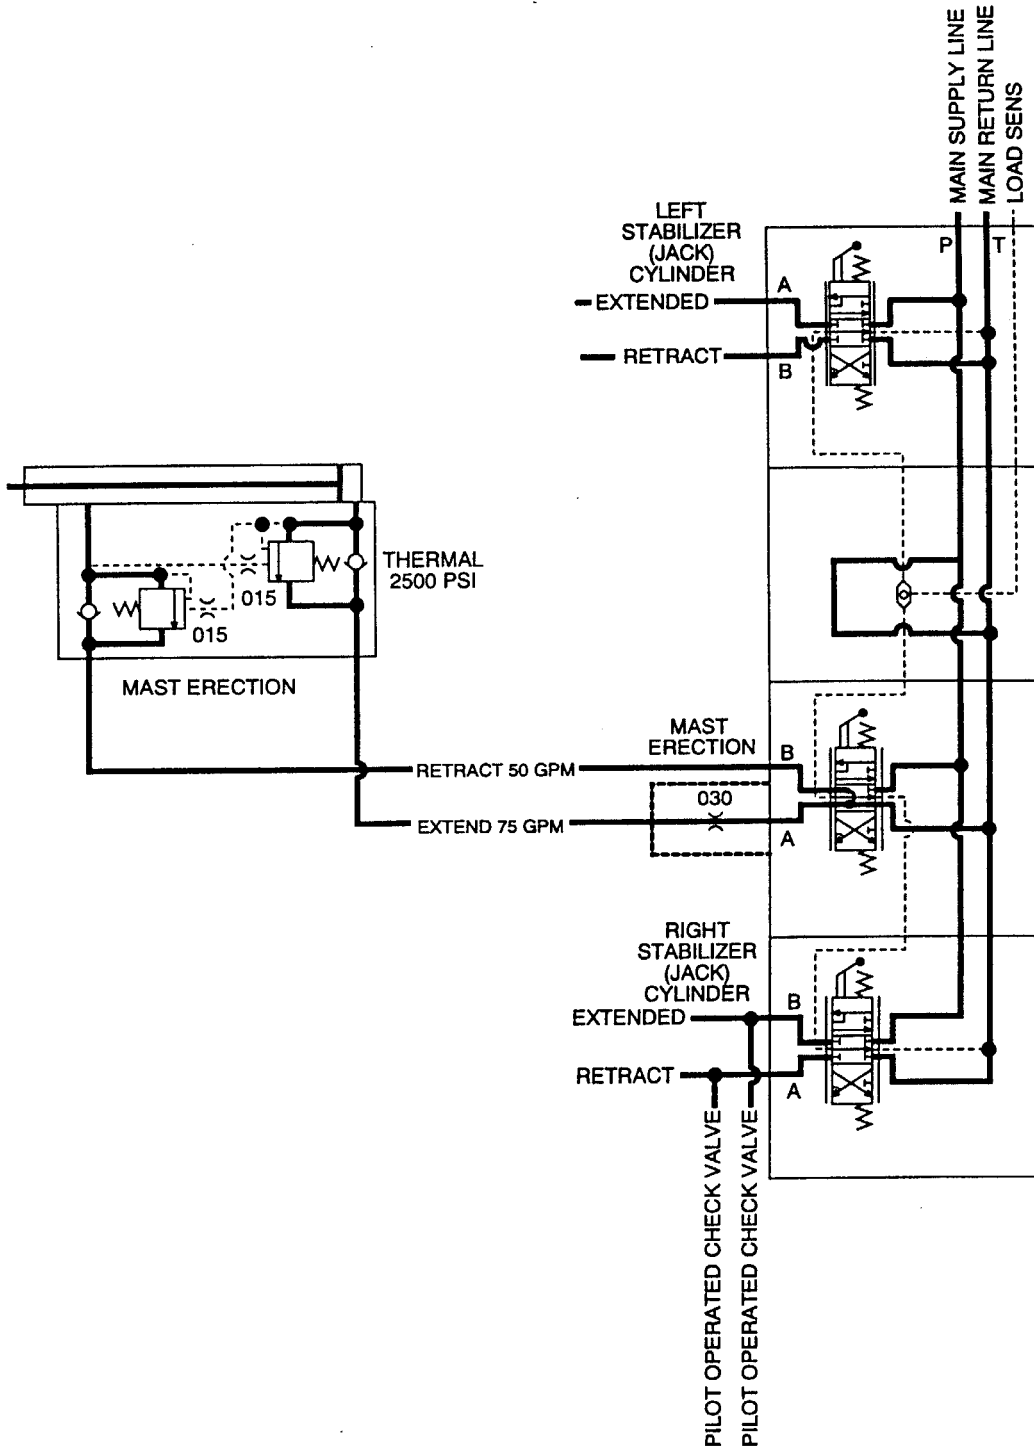 MAIN SUPPLY LINE
MAIN RETURN LINE
LOAD SENS
P
T
LEFT
STABILIZER
(JACK)
CYLINDER
A
EXTENDED
RETRACT
B
THERMAL
2500 PSI
015
015
MAST ERECTION
MAST
ERECTION
B
RETRACT 50 GPM
030
EXTEND 75 GPM
A
RIGHT
STABILIZER
(JACK)
CYLINDER
B
EXTENDED
RETRACT
A
PILOT OPERATED CHECK VALVE
PILOT OPERATED CHECK VALVE